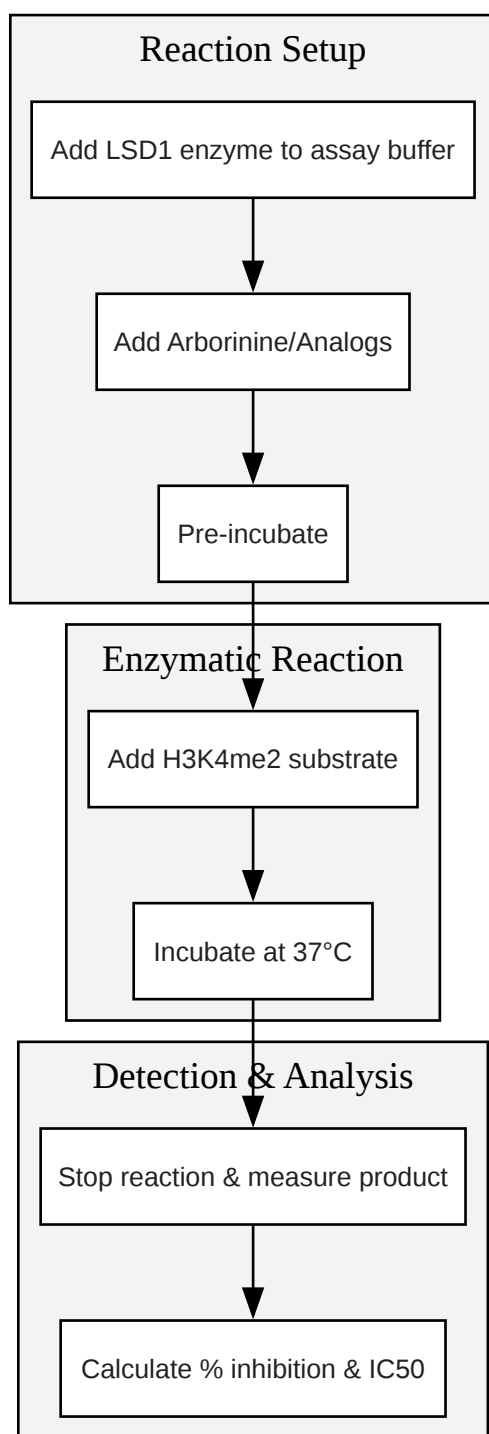 Reaction Setup
Add LSD1 enzyme to assay buffer
Add Arborinine/Analogs
Pre-incubate
Enzymatic Reaction
Add H3K4me2 substrate
Incubate at 37°C
Detection & Analysis
Stop reaction & measure product
Calculate % inhibition & IC50